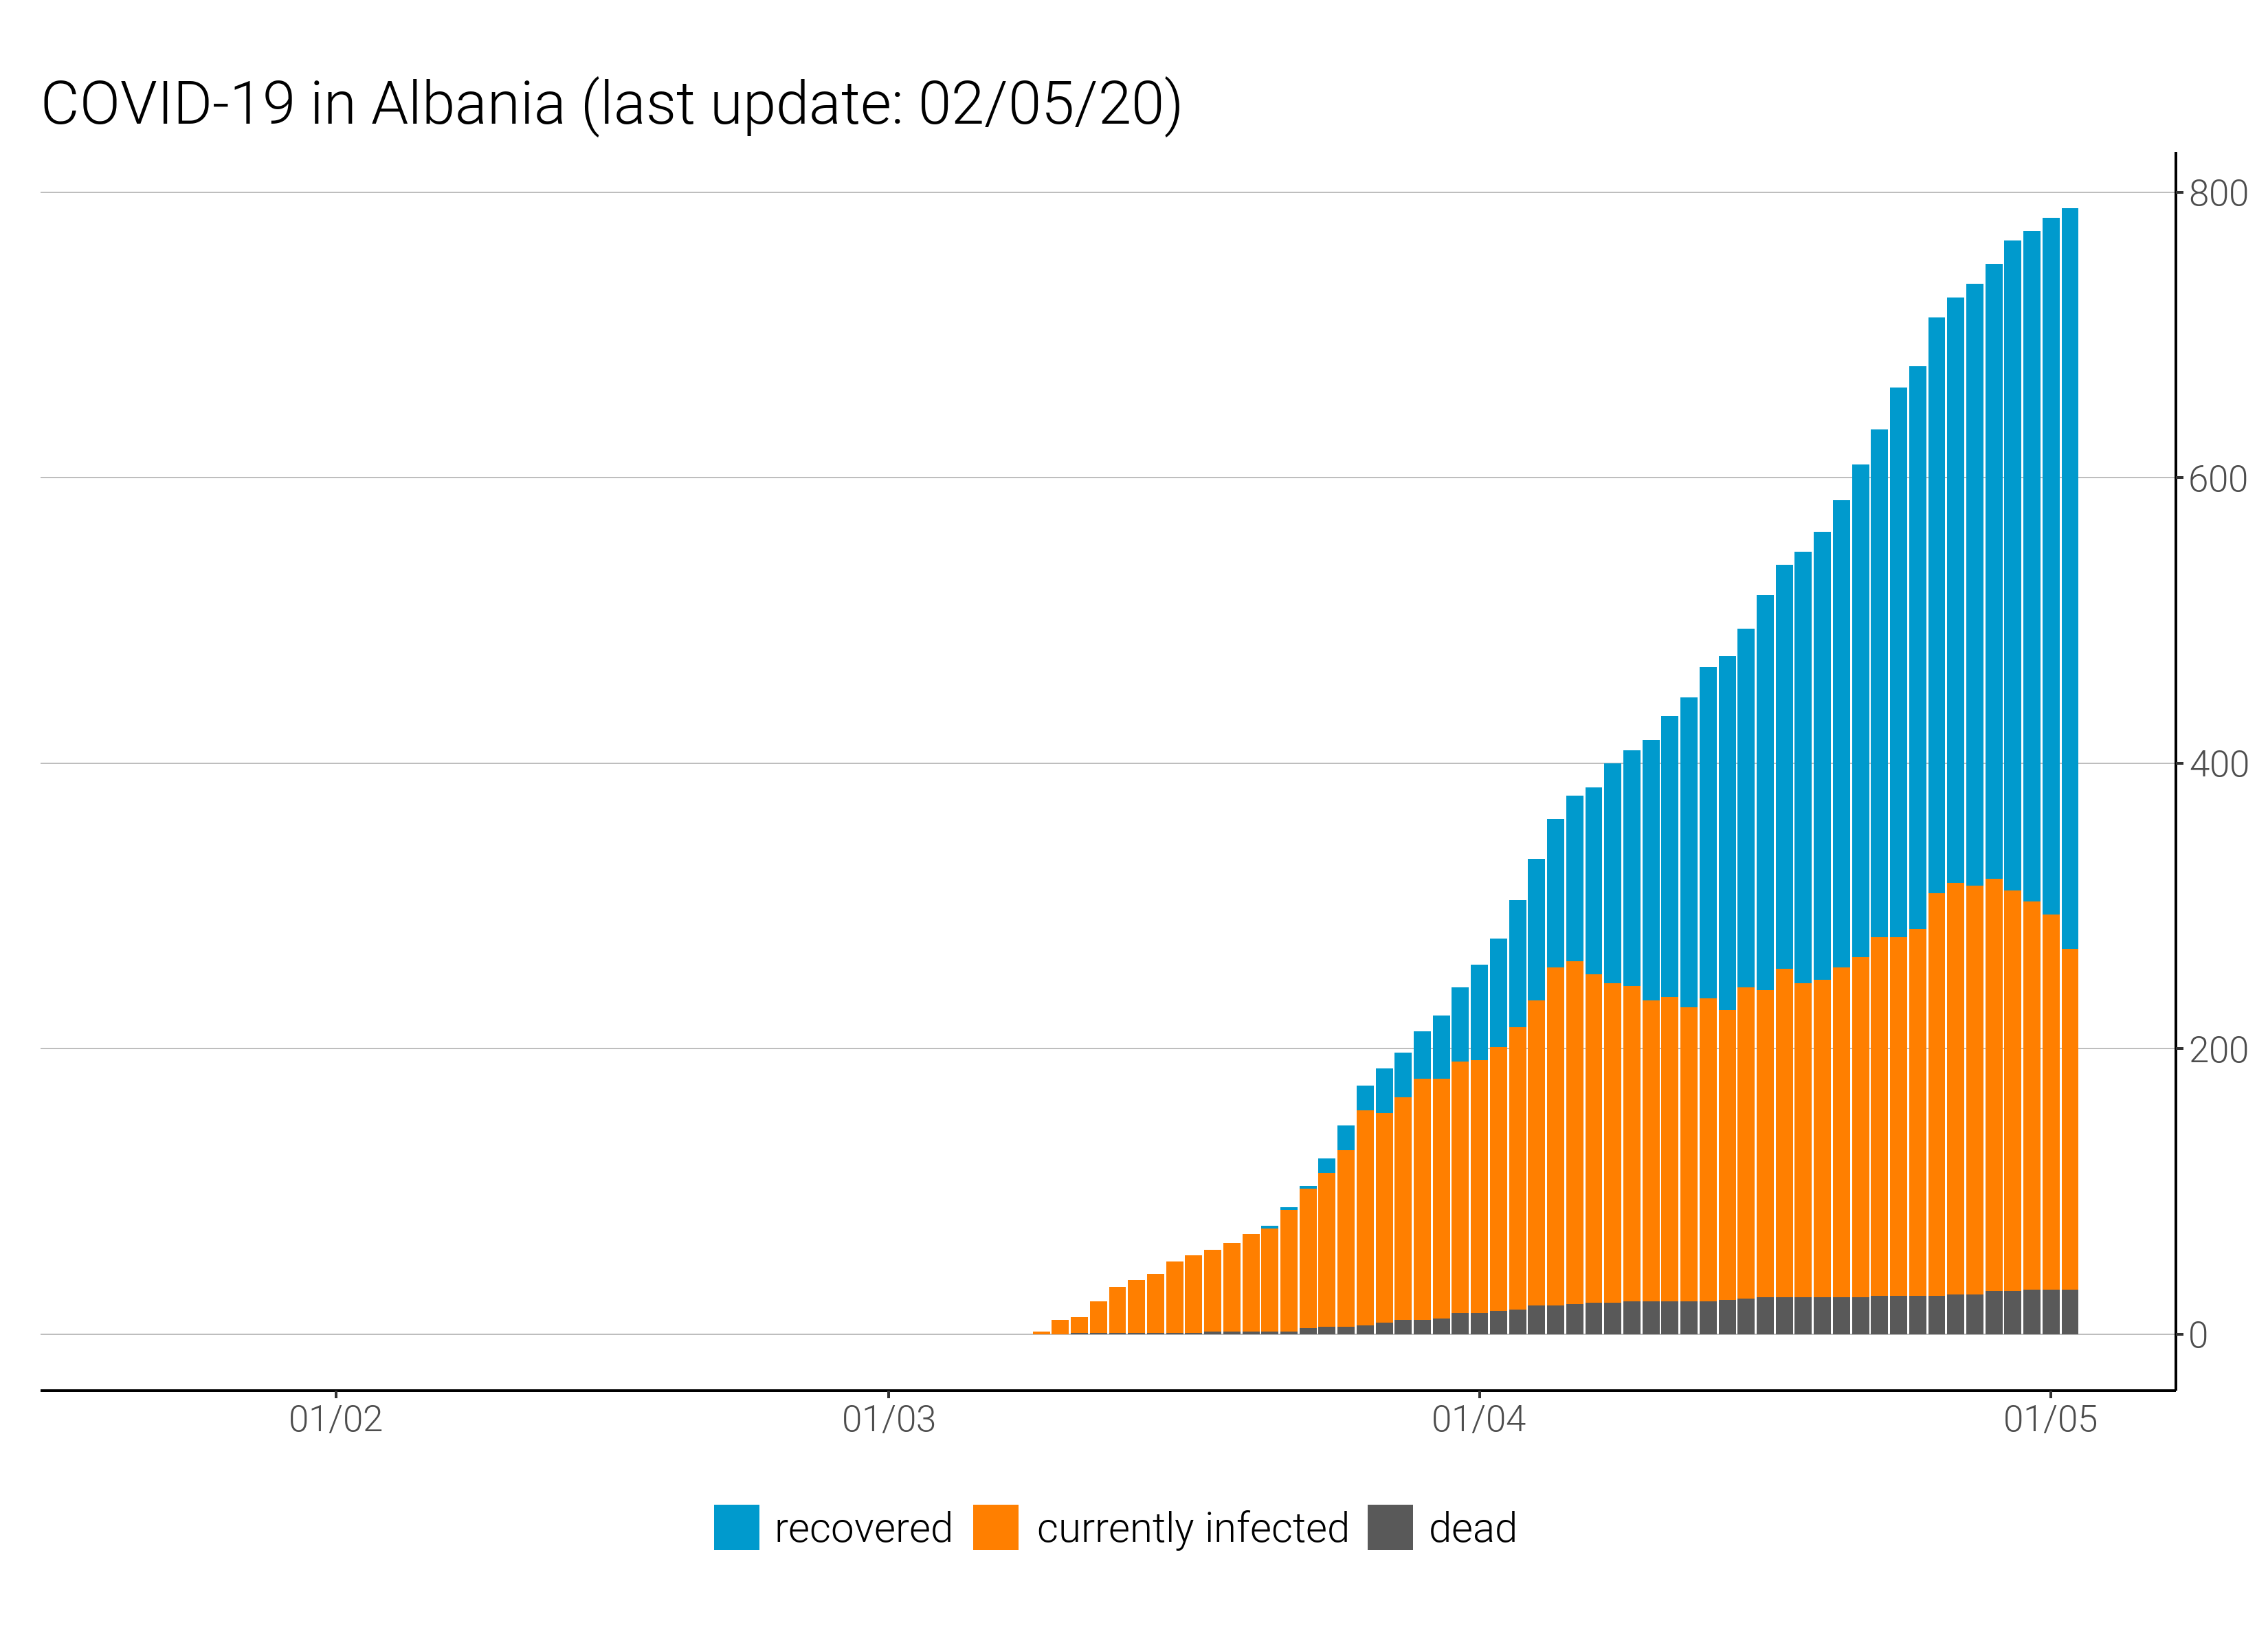 COVID-19 in Albania (last update: 02/05/20)
800
600
400
200
0
01/02 01/03 01/04 01/05
recovered currently infected dead